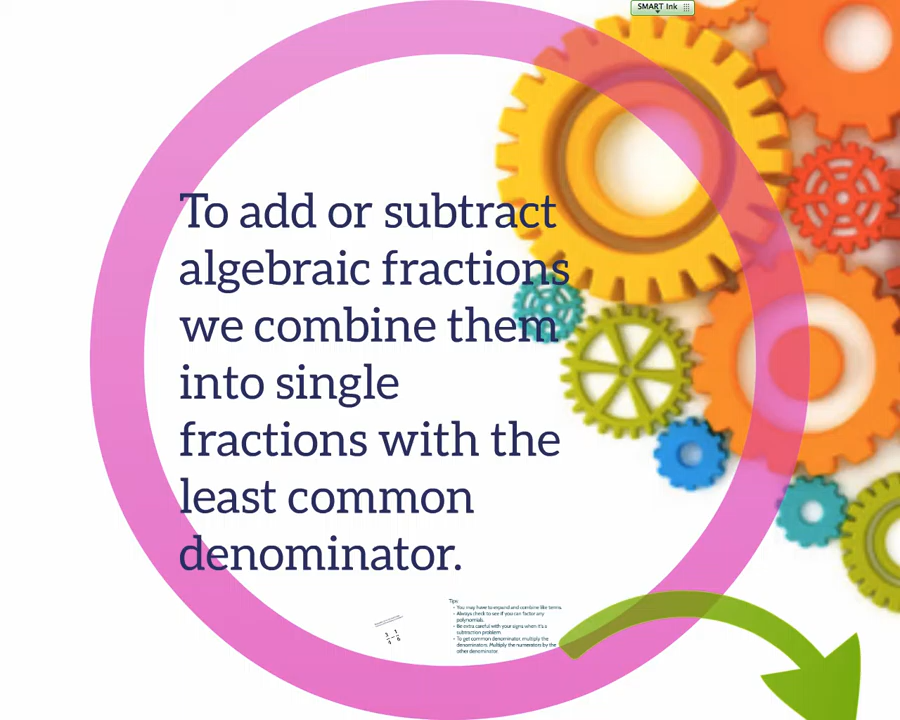 SMART Ink
To add or subtract
algebraic fractions
we combine them
into single
fractions with the
least common
denominator.
Tips:
• You may have to expand and combine like terms.
• Always check to see if you can factor any
polynomials.
• Be extra careful with your signs when it's a
subtraction problem
• To get common denominator, multiply the
denominators. Multiply the numerators by the
other denominator